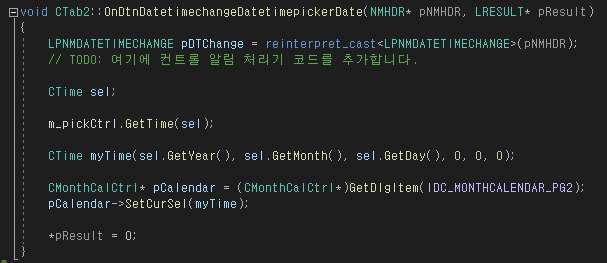 void CTab2::OnDtnDatetimechangeDatetimepickerDate(NMHDR* pNMHDR, LRESULT* pResult)
{
LPNMDATETIMECHANGE pDTChange = reinterpret_cast<LPNMDATETIMECHANGE>(pNMHDR);
// TODO: 여기에 컨트롤 알림 처리기 코드를 추가합니다.
CTime sel;
m_pickCtrl.GetTime(sel);
CTime myTime(sel.GetYear(), sel.GetMonth(), sel.GetDay(), 0, 0, 0);
CMonthCalCtrl* pCalendar = (CMonthCalCtrl*)GetDlgItem(IDC_MONTHCALENDAR_PG2);
pCalendar->SetCurSel(myTime);
*pResult = 0;
}